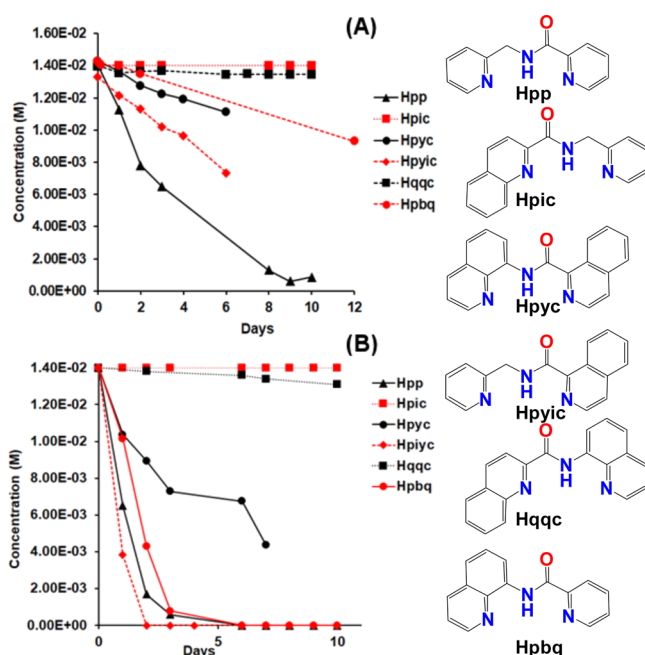 (A)
1.60E-02
1.40E-02
1.20E-02
1.00E-02
8.00E-03
6.00E-03
4.00E-03
2.00E-03
0.00E+00
Concentration (M)
0 2 4 6 8 10 12
Days
Hpp
Hpic
Hpyc
Hpyic
Hqqc
Hpbq
(B)
1.40E-02
1.20E-02
1.00E-02
8.00E-03
6.00E-03
4.00E-03
2.00E-03
0.00E+00
Concentration (M)
0 5 10
Days
Hpp
Hpic
Hpyc
Hpiyc
Hqqc
Hpbq
O
N
N
H
N
Hpp
O
N
N
H
N
Hpic
O
N
H
N
N
Hpyc
O
N
N
H
N
Hpyic
O
N
N
H
N
Hqqc
O
N
N
H
N
Hpbq